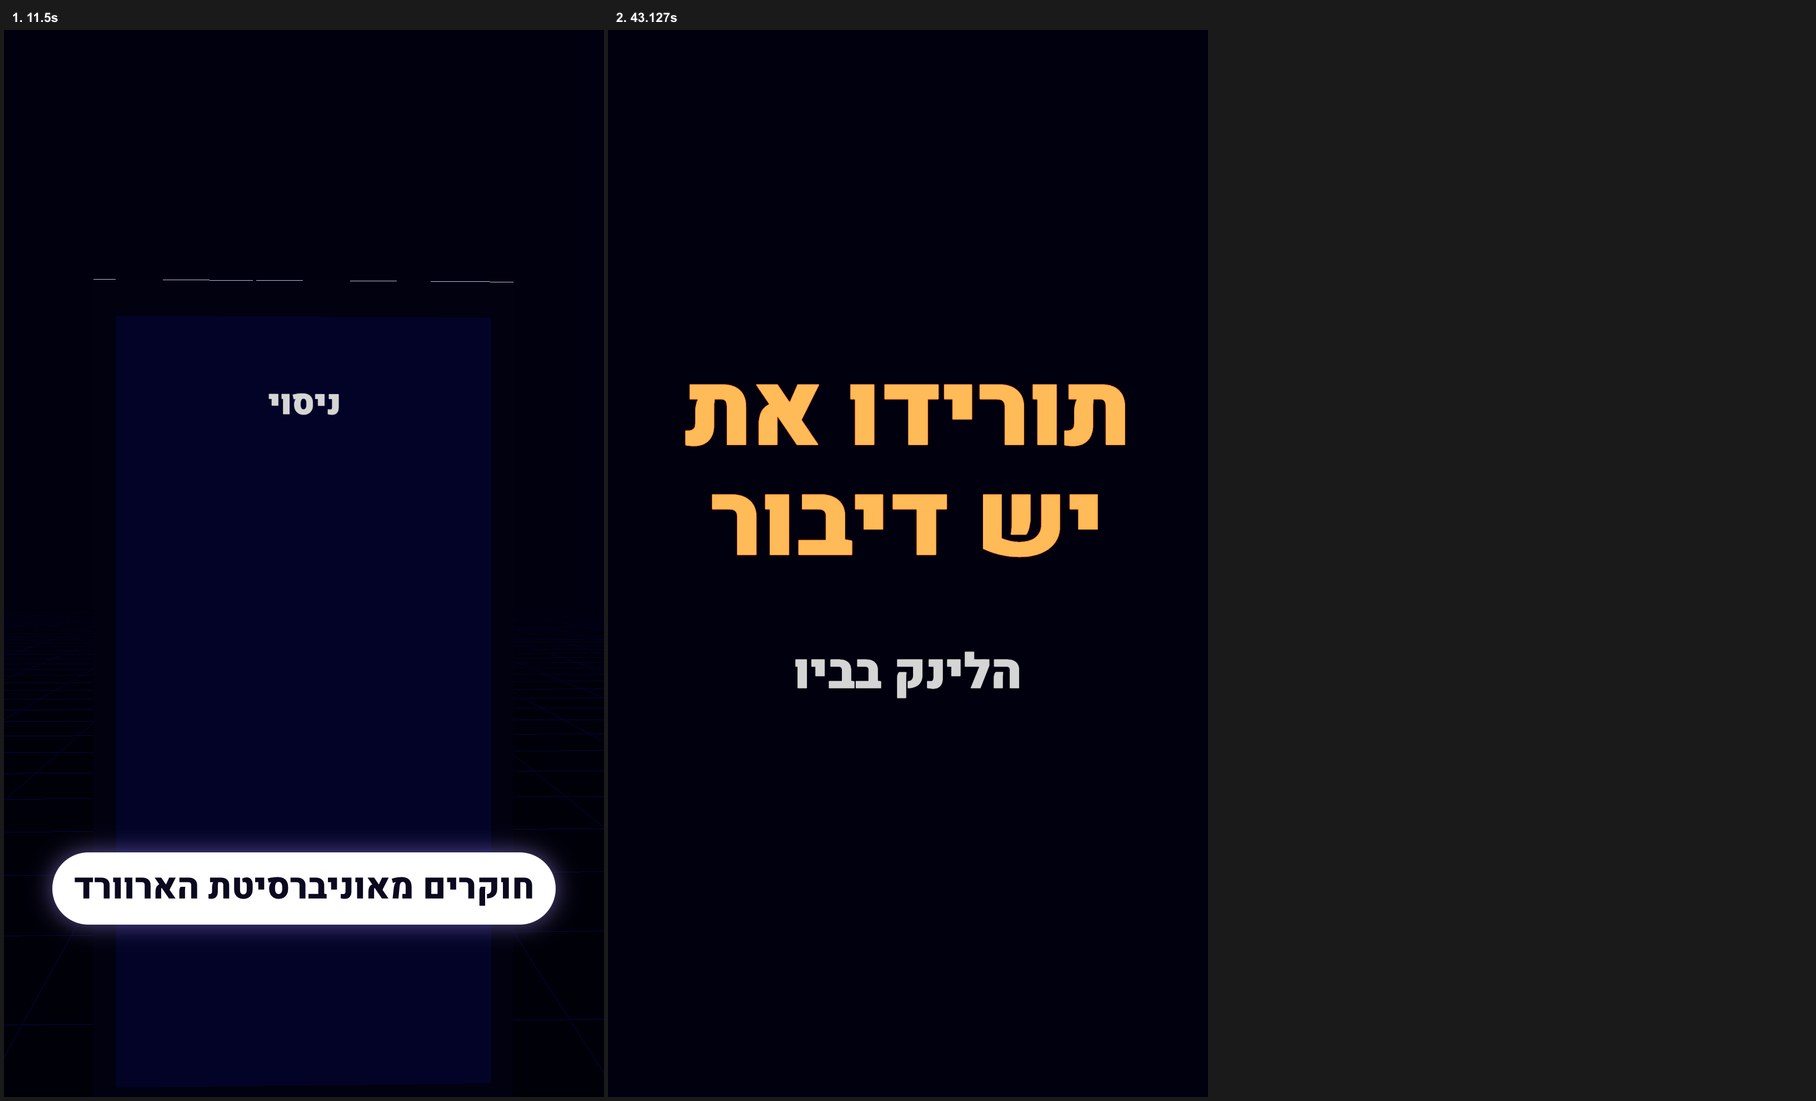 1. 11.5s
ניסוי
חוקרים מאוניברסיטת הארוורד
2. 43.127s
תורידו את
יש דיבור
הלינק בביו